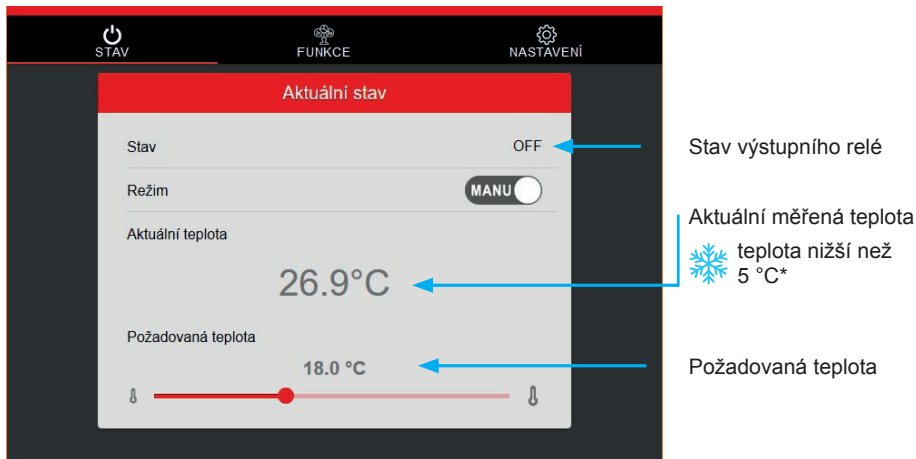 STAV
FUNKCE
NASTAVENÍ
Aktuální stav
Stav
OFF
Stav výstupního relé
Režim
MANU
Aktuální teplota
26.9°C
Aktuální měřená teplota
teplota nižší než
5 °C*
Požadovaná teplota
18.0 °C
Požadovaná teplota